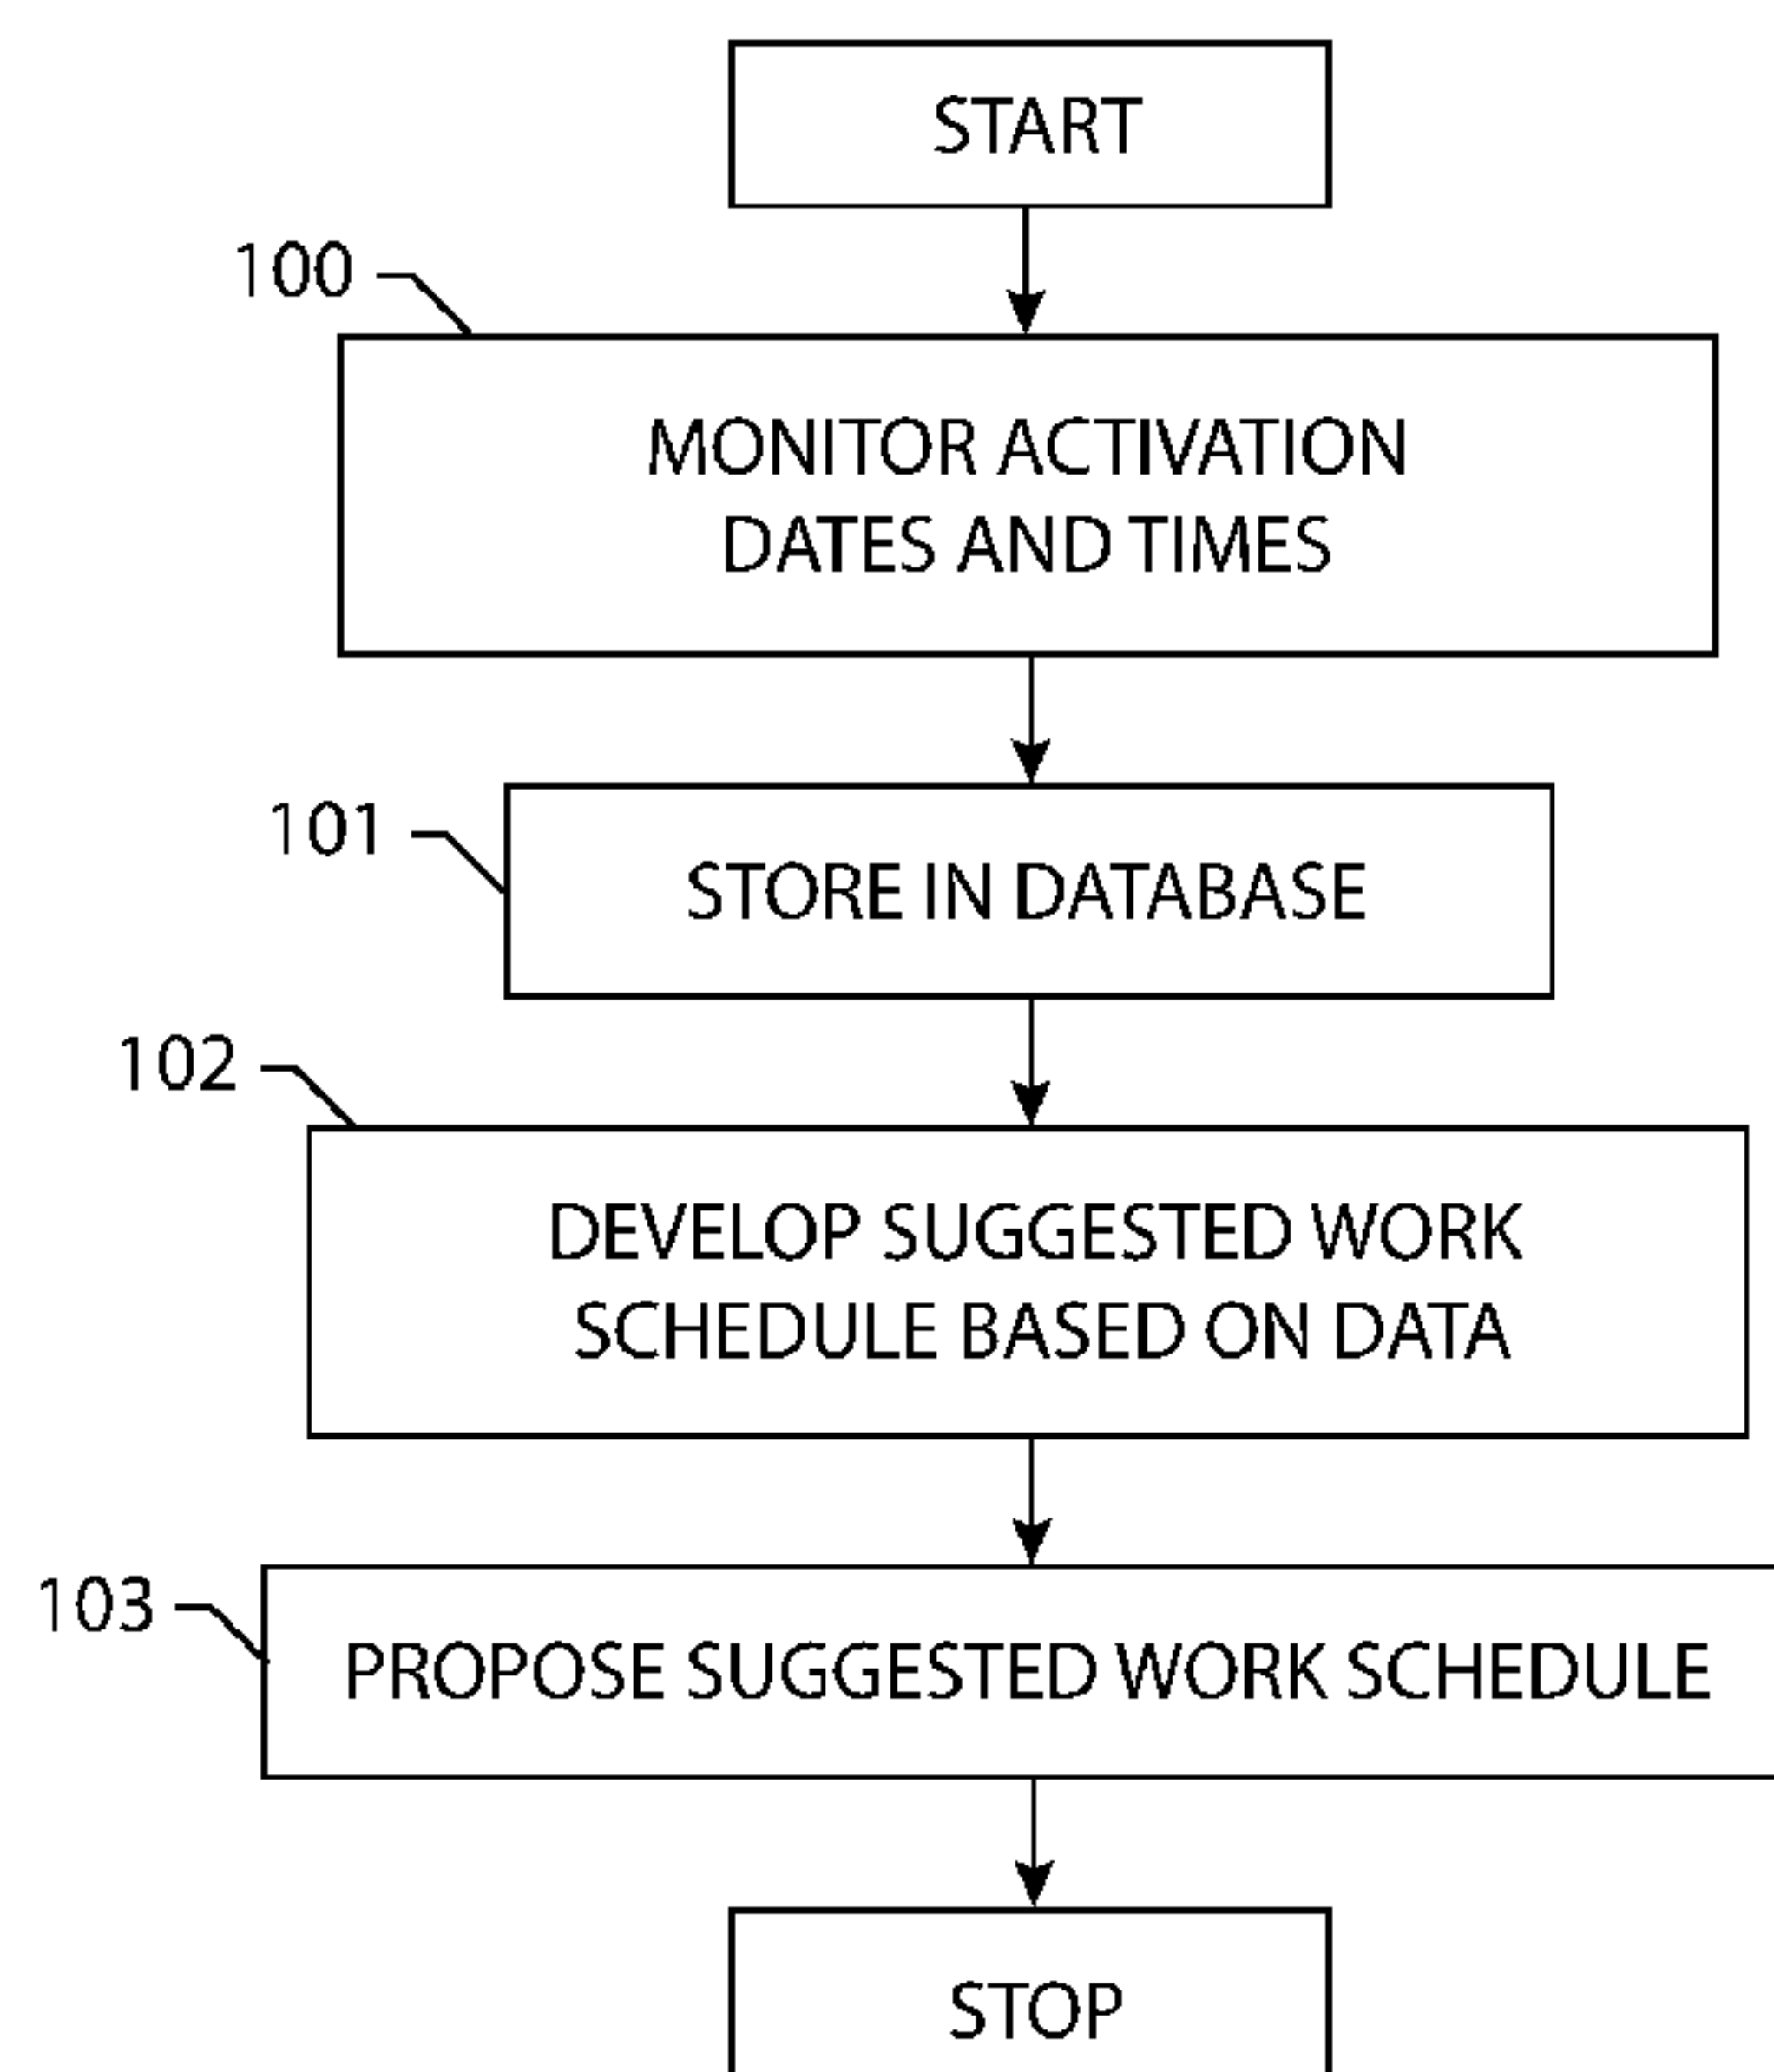 START
100
MONITOR ACTIVATION
DATES AND TIMES
101
STORE IN DATABASE
102
DEVELOP SUGGESTED WORK
SCHEDULE BASED ON DATA
103
PROPOSE SUGGESTED WORK SCHEDULE
STOP